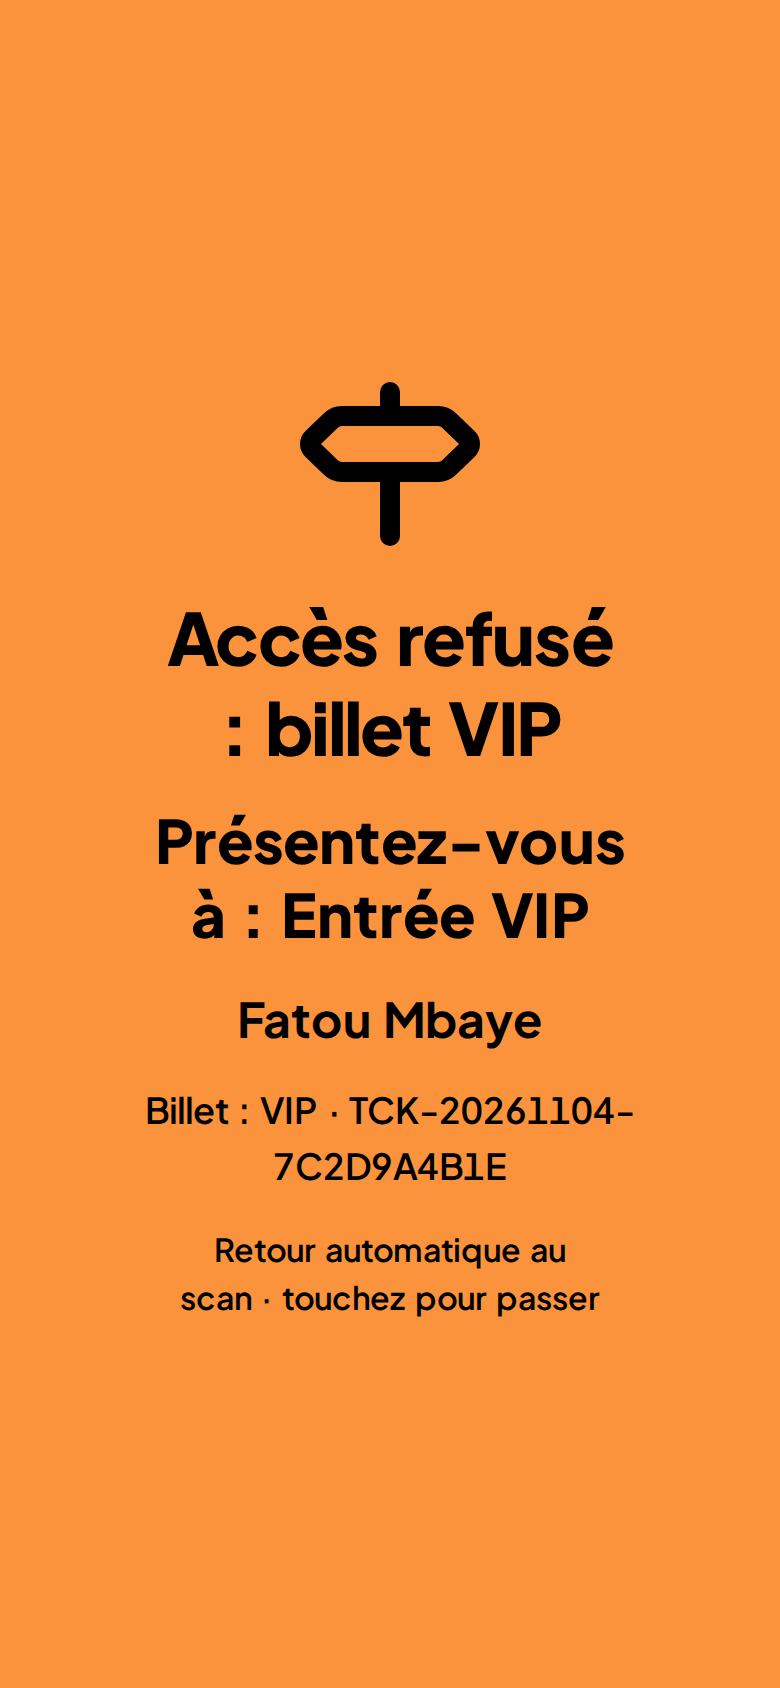 Accès refusé
: billet VIP
Présentez-vous
à : Entrée VIP
Fatou Mbaye
Billet : VIP · TCK-20261104-
7C2D9A4B1E
Retour automatique au
scan · touchez pour passer